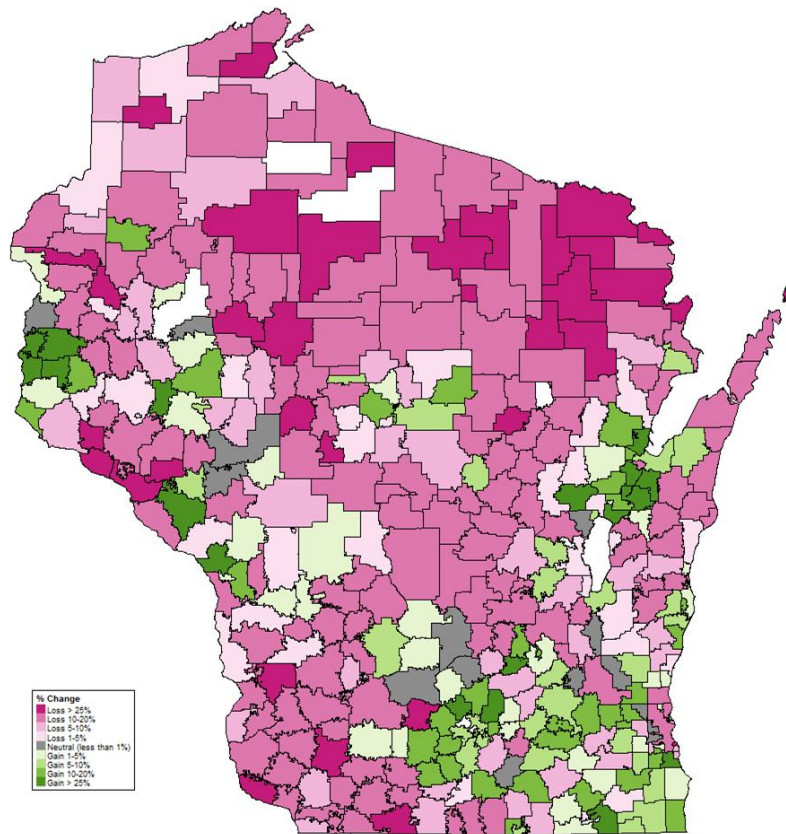 % Change
Loss > 25%
Loss 10-20%
Loss 5-10%
Loss 1-5%
Neutral (less than 1%)
Gain 1-5%
Gain 5-10%
Gain 10-20%
Gain > 25%